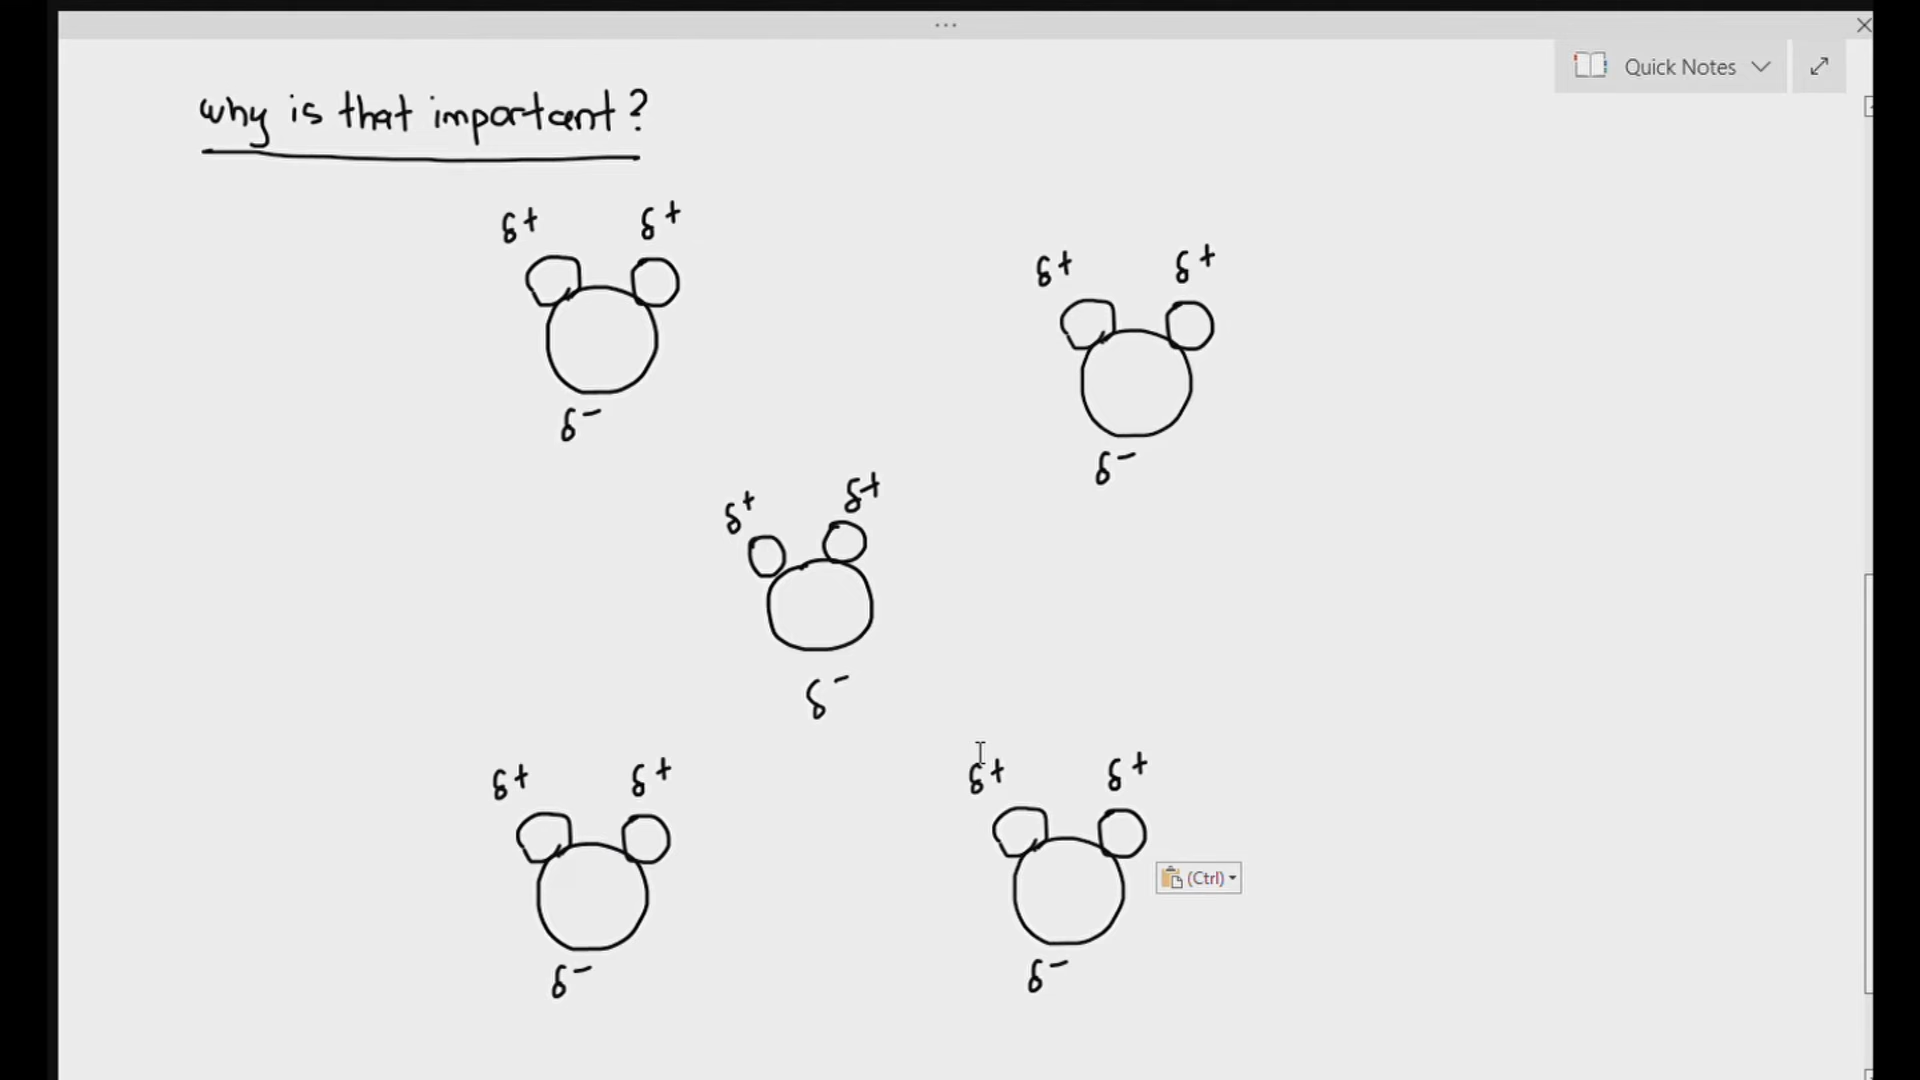 ...
Quick Notes
why is that important?
δ+ δ+
δ+ δ+
δ-
δ-
δ+ δ+
δ-
δ+ δ+
δ+ δ+
(Ctrl)
δ-
δ-